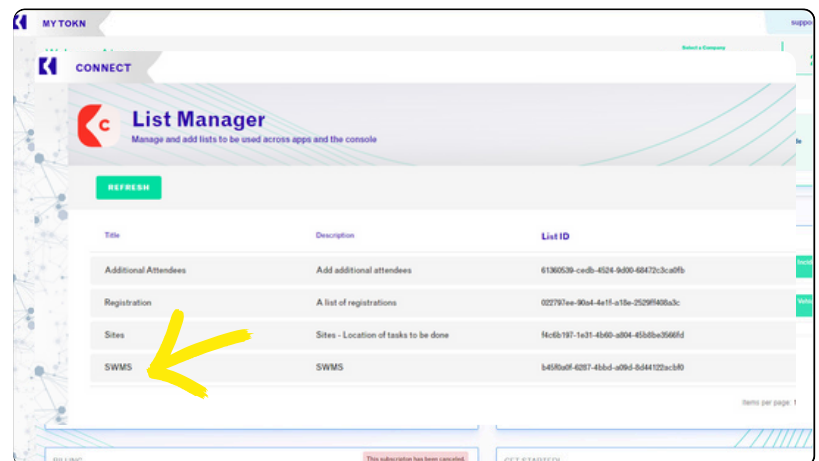 MY TOKN
suppo
Select a Company
CONNECT
C
List Manager
Manage and add lists to be used across apps and the console
REFRESH
Title Description List ID
Additional Attendees Add additional attendees 61360539-cedb-4524-9d00-68472c3ca0fb
Registration A list of registrations 022797ee-90a4-4e1f-a18e-2529ff408a3c
Sites Sites - Location of tasks to be done f4c6b197-1e31-4b60-a804-45b8be3566fd
SWMS SWMS b45f0a0f-6287-4bbd-a09d-8d44122acbf0
Items per page:
This subscription has been canceled.